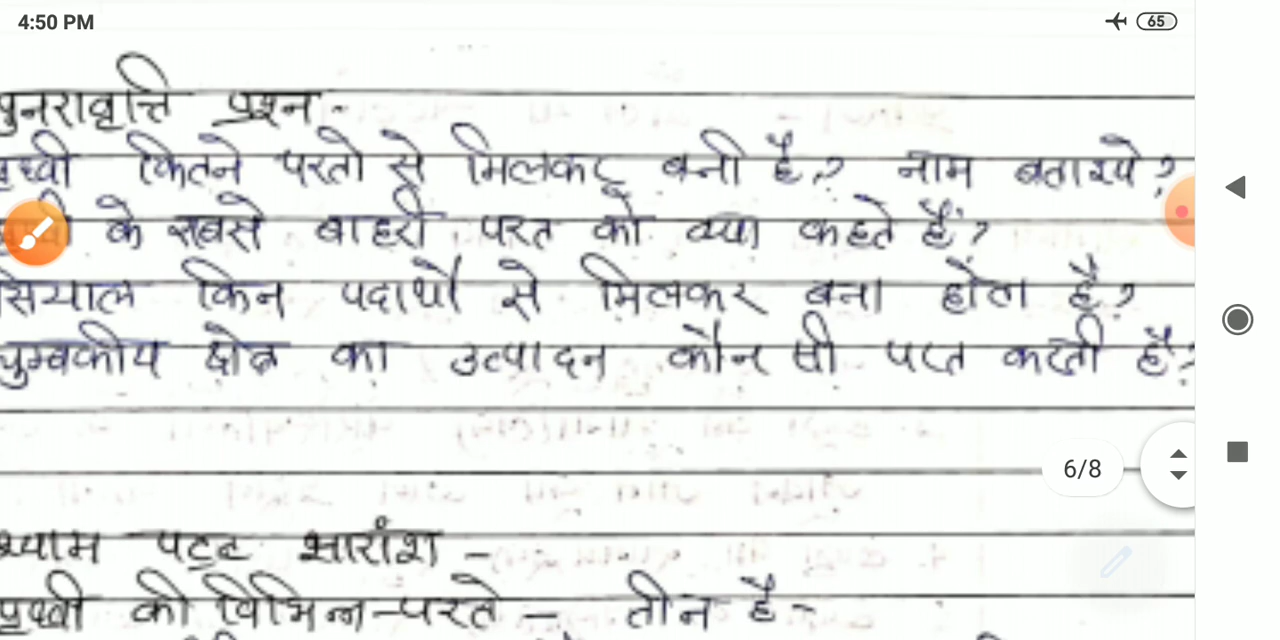 4:50 PM
65
पुनरावृत्ति प्रश्न -
पृथ्वी कितने परतो से मिलकर बनी है? नाम बताइये?
के सबसे बाहरी परत को क्या कहते हैं?
सियाल किन पदार्थों से मिलकर बना होता है?
चुम्बकीय क्षेत्र का उत्पादन कौन सी परत करती है?
6/8
श्याम पट्ट सारांश -
पृथ्वी की विभिन्न परते - तीन है -